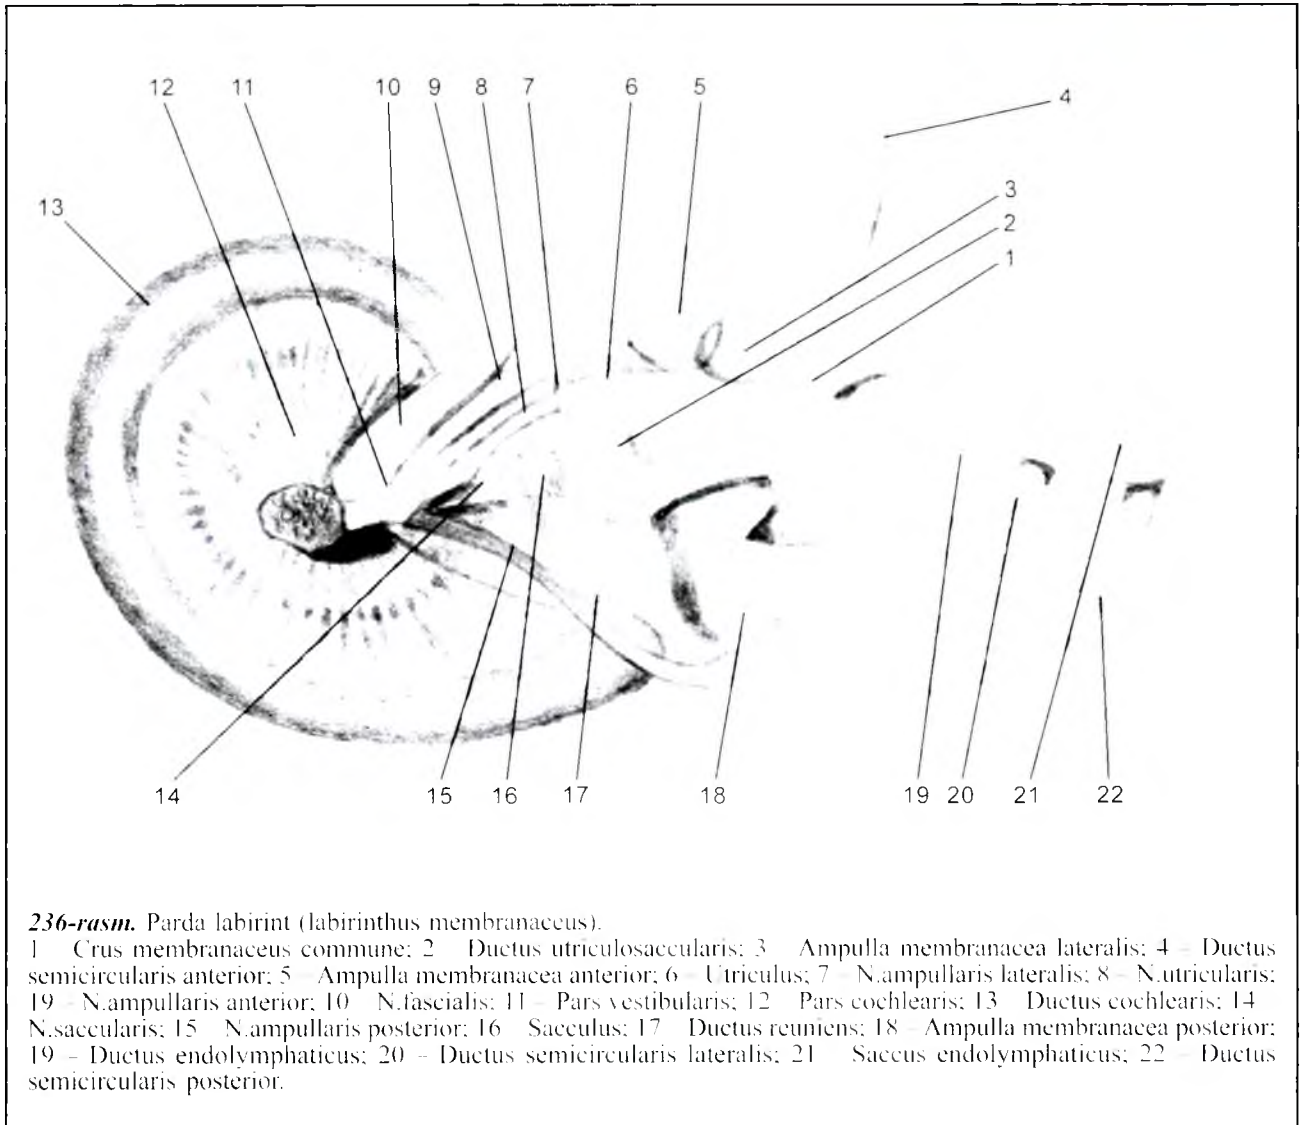 12 11 10 9 8 7 6 5 4
13 3
2
1
14 15 16 17 18 19 20 21 22
236-rasm. Parda labirint (labirinthus membranaceus).
1 Crus membranaceus commune; 2 Ductus utriculosaccularis; 3 Ampulla membranacea lateralis; 4 – Ductus
semicircularis anterior; 5 – Ampulla membranacea anterior; 6 – Utriculus; 7 – N.ampullaris lateralis; 8 – N.utricularis;
19 – N.ampullaris anterior; 10 N.fascialis; 11 – Pars vestibularis; 12 Pars cochlearis; 13 Ductus cochlearis; 14
N.saccularis; 15 N.ampullaris posterior; 16 Sacculus; 17 Ductus reuniens; 18 – Ampulla membranacea posterior;
19 – Ductus endolymphaticus; 20 – Ductus semicircularis lateralis; 21 Saccus endolymphaticus; 22 – Ductus
semicircularis posterior.